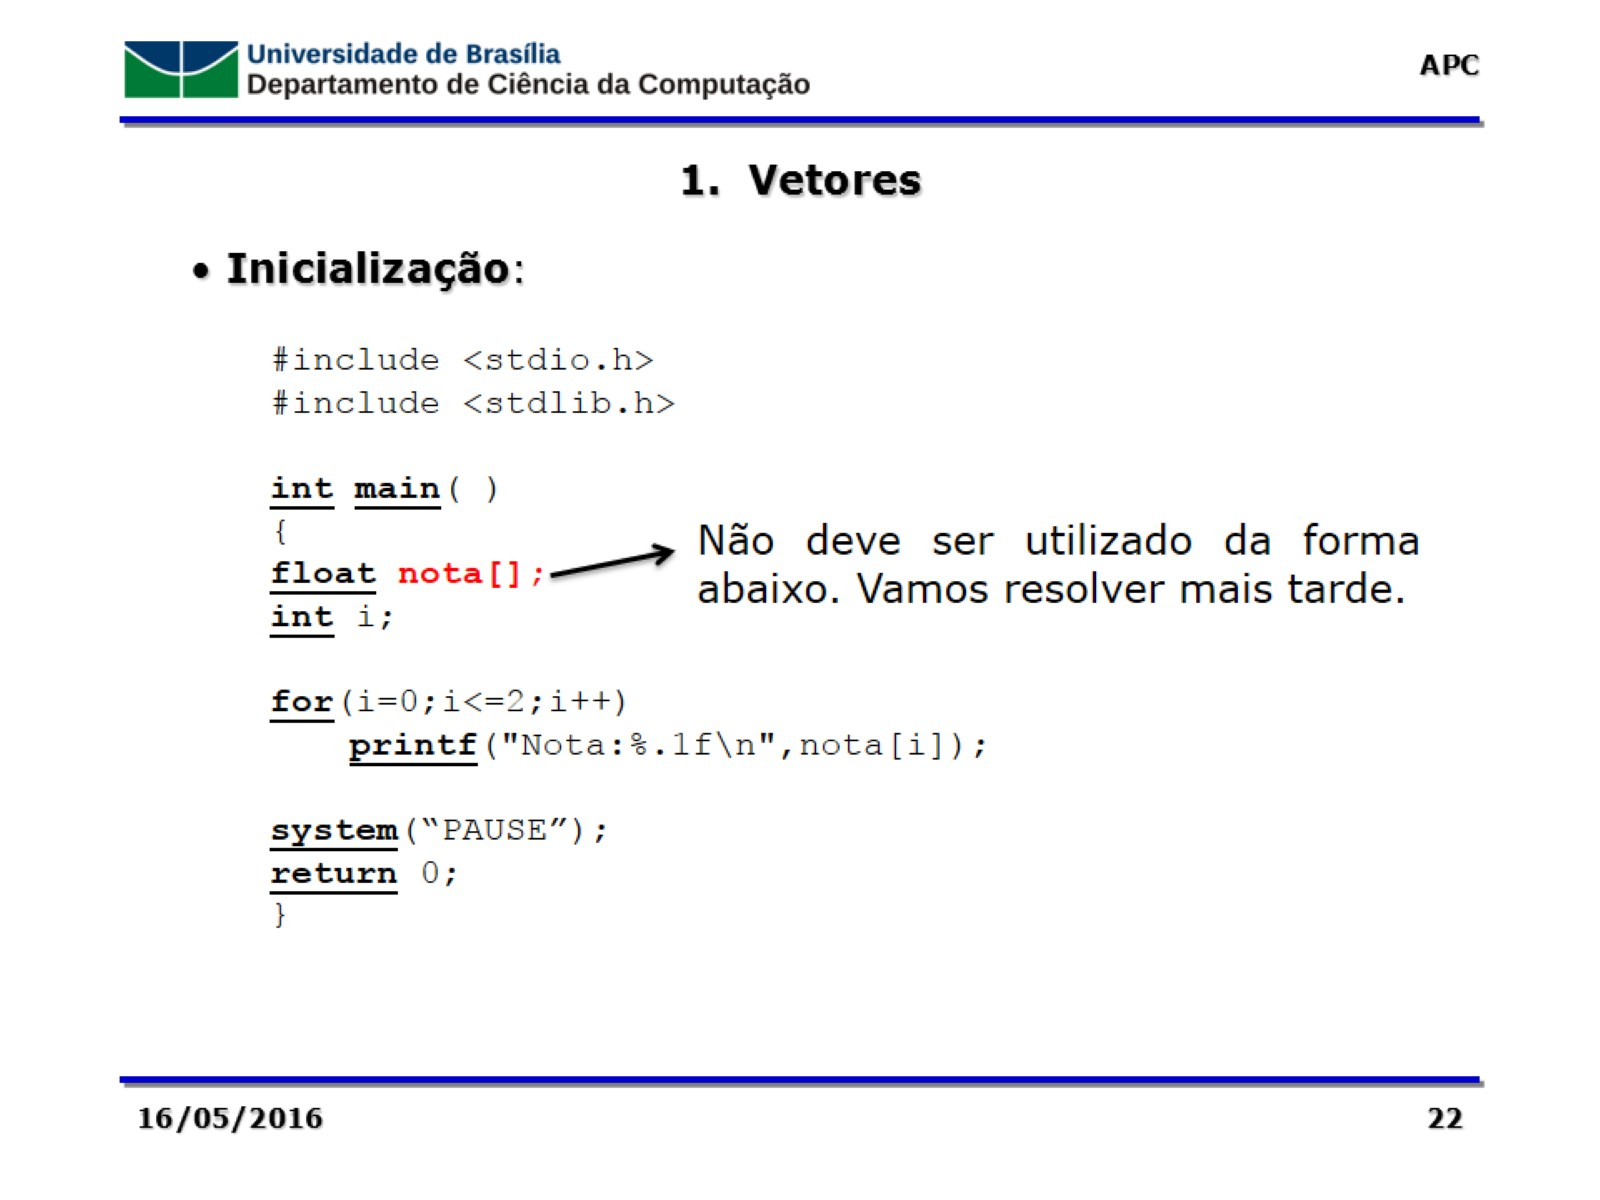 Universidade de Brasília
Departamento de Ciência da Computação
APC
1. Vetores
• Inicialização:
#include <stdio.h>
#include <stdlib.h>
int main( )
{
float nota[];
int i;
Não deve ser utilizado da forma
abaixo. Vamos resolver mais tarde.
for(i=0;i<=2;i++)
printf("Nota:%.1f\n",nota[i]);
system(“PAUSE”);
return 0;
}
16/05/2016
22